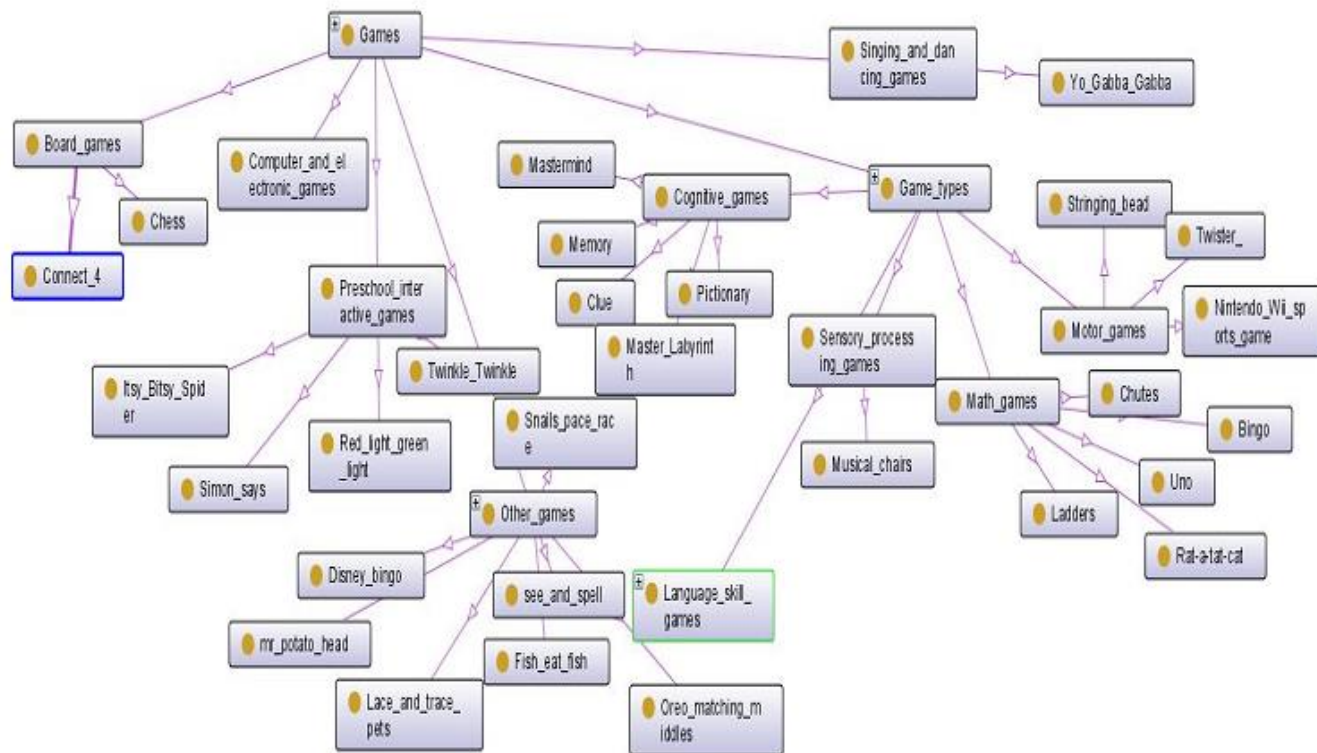 Games
Singing_and_dan
cing_games
Yo_Gabba_Gabba
Board_games
Computer_and_el
ectronic_games
Mastermind
Cognitive_games
Game_types
Stringing_bead
Chess
Memory
Twister_
Connect_4
Preschool_inter
active_games
Clue
Pictionary
Nintendo_Wii_sp
orts_game
Motor_games
Sensory_process
ing_games
Master_Labyrint
h
Twinkle_Twinkle
Itsy_Bitsy_Spid
er
Math_games
Chutes
Snails_pace_rac
e
Bingo
Red_light_green
_light
Musical_chairs
Simon_says
Uno
Other_games
Ladders
Rat-a-tat-cat
Disney_bingo
see_and_spell
Language_skill_
games
mr_potato_head
Fish_eat_fish
Lace_and_trace_
pets
Oreo_matching_m
iddles